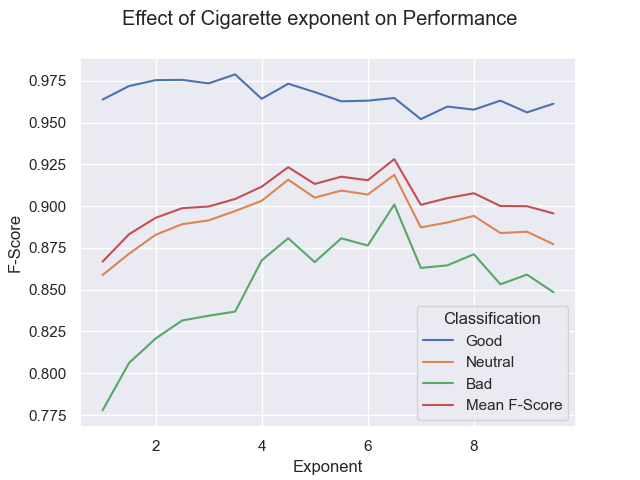 Effect of Cigarette exponent on Performance
F-Score
0.975
0.950
0.925
0.900
0.875
0.850
0.825
0.800
0.775
Classification
Good
Neutral
Bad
Mean F-Score
2 4 6 8
Exponent